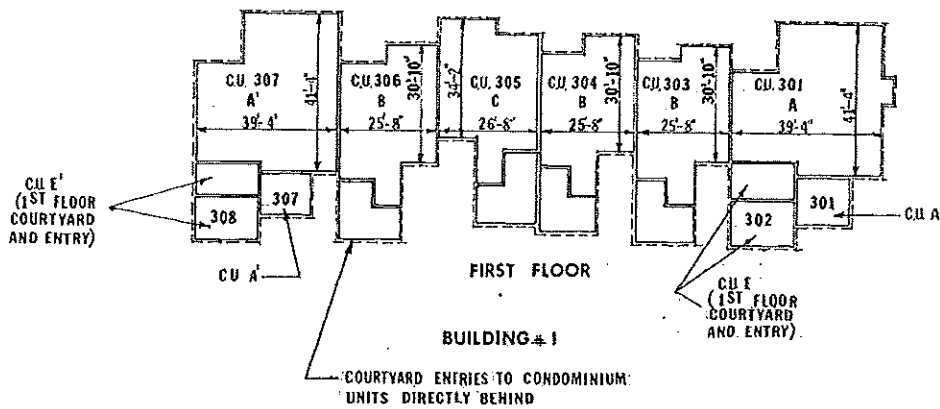 C.U. 307
A'
41'-4"
39'-4"
C.U. 306
B
30'-10"
25'-8"
34'-2"
C.U. 305
C
26'-8"
C.U. 304
B
30'-10"
25'-8"
C.U. 303
B
30'-10"
25'-8"
C.U. 301
A
41'-4"
39'-4"
C.U. E'
(1ST FLOOR
COURTYARD
AND ENTRY)
308
307
C U A'
302
301
C.U. A
C.U. E
(1ST FLOOR
COURTYARD
AND ENTRY)
FIRST FLOOR
BUILDING # 1
COURTYARD ENTRIES TO CONDOMINIUM
UNITS DIRECTLY BEHIND